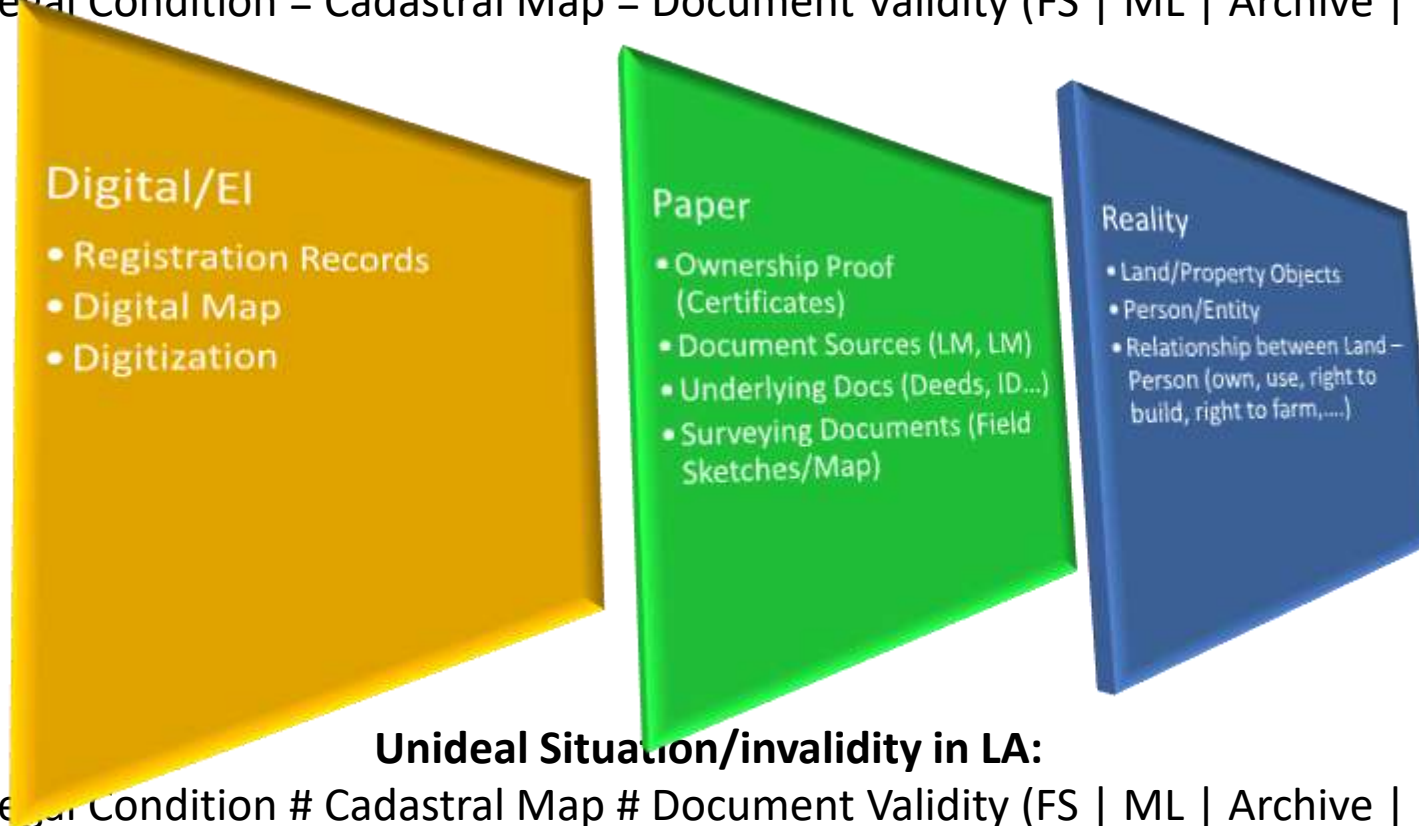 egal Condition = Cadastral Map = Document Validity (FS | ML | Archive |
Digital/El
• Registration Records
• Digital Map
• Digitization
Paper
• Ownership Proof
(Certificates)
• Document Sources (LM, LM)
• Underlying Docs (Deeds, ID...)
• Surveying Documents (Field
Sketches/Map)
Reality
• Land/Property Objects
• Person/Entity
• Relationship between Land –
Person (own, use, right to
build, right to farm,....)
Unideal Situation/invalidity in LA:
egal Condition # Cadastral Map # Document Validity (FS | ML | Archive |